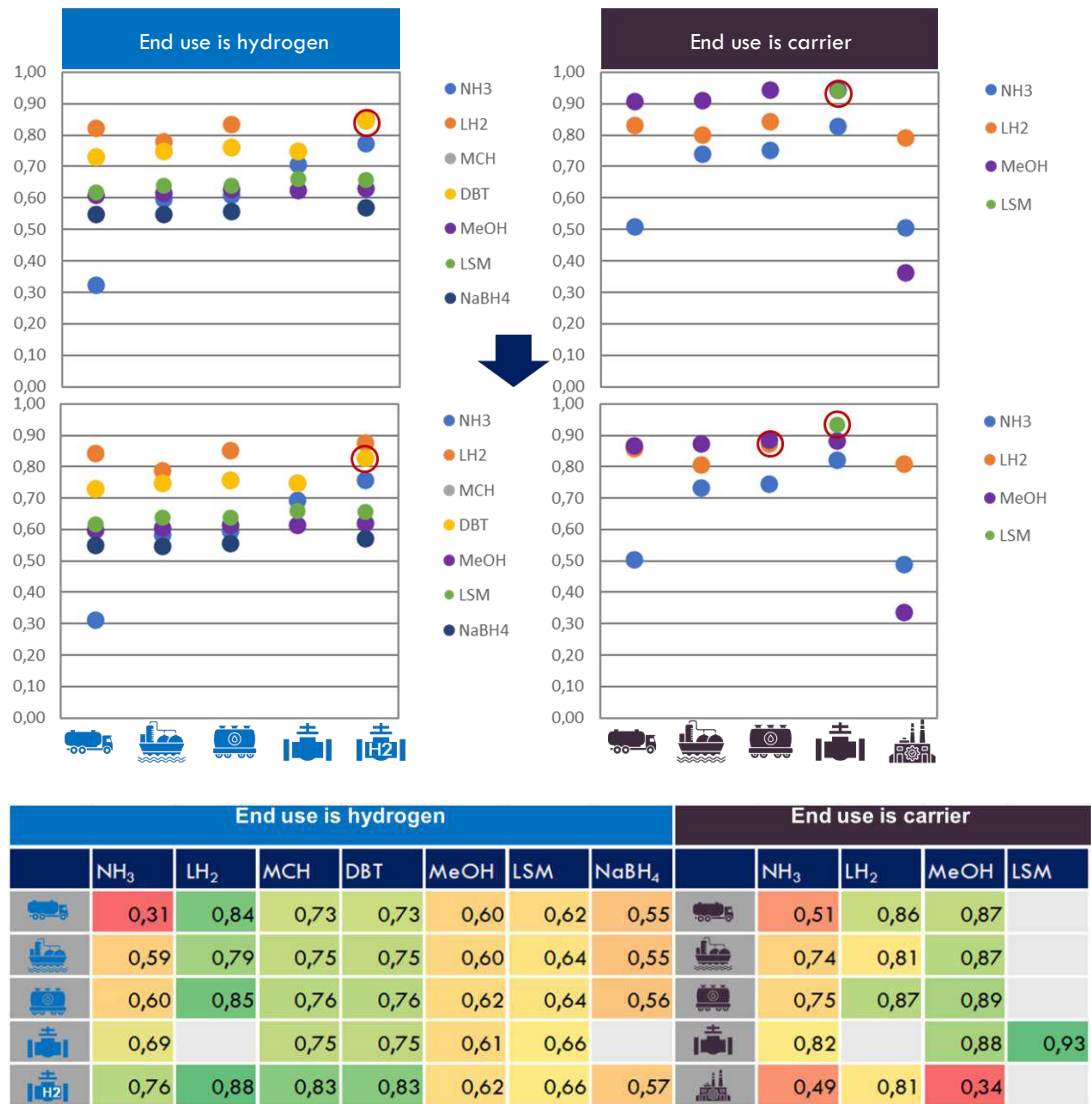 End use is hydrogen
1,00
0,90
0,80
0,70
0,60
0,50
0,40
0,30
0,20
0,10
0,00
NH3
LH2
MCH
DBT
MeOH
LSM
NaBH4
End use is carrier
1,00
0,90
0,80
0,70
0,60
0,50
0,40
0,30
0,20
0,10
0,00
NH3
LH2
MeOH
LSM
1,00
0,90
0,80
0,70
0,60
0,50
0,40
0,30
0,20
0,10
0,00
NH3
LH2
MCH
DBT
MeOH
LSM
NaBH4
H2
1,00
0,90
0,80
0,70
0,60
0,50
0,40
0,30
0,20
0,10
0,00
NH3
LH2
MeOH
LSM
End use is hydrogen End use is carrier
NH3 LH2 MCH DBT MeOH LSM NaBH4 NH3 LH2 MeOH LSM
0,31 0,84 0,73 0,73 0,60 0,62 0,55 0,51 0,86 0,87
0,59 0,79 0,75 0,75 0,60 0,64 0,55 0,74 0,81 0,87
0,60 0,85 0,76 0,76 0,62 0,64 0,56 0,75 0,87 0,89
0,69 0,75 0,75 0,61 0,66 0,82 0,88 0,93
H2 0,76 0,88 0,83 0,83 0,62 0,66 0,57 0,49 0,81 0,34